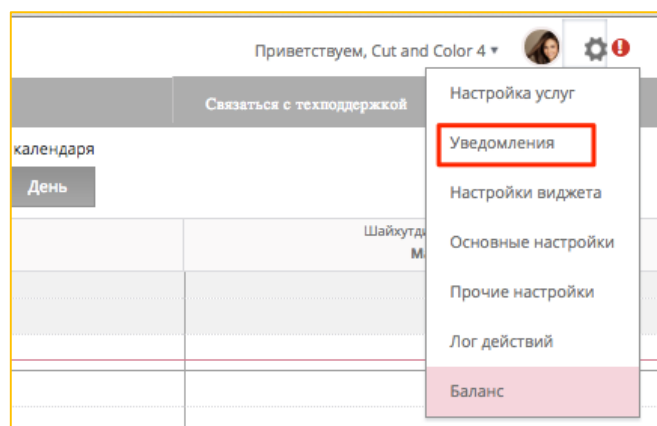 Приветствуем, Cut and Color 4
Связаться с техподдержкой
календаря
День
Настройка услуг
Уведомления
Настройки виджета
Основные настройки
Прочие настройки
Лог действий
Баланс